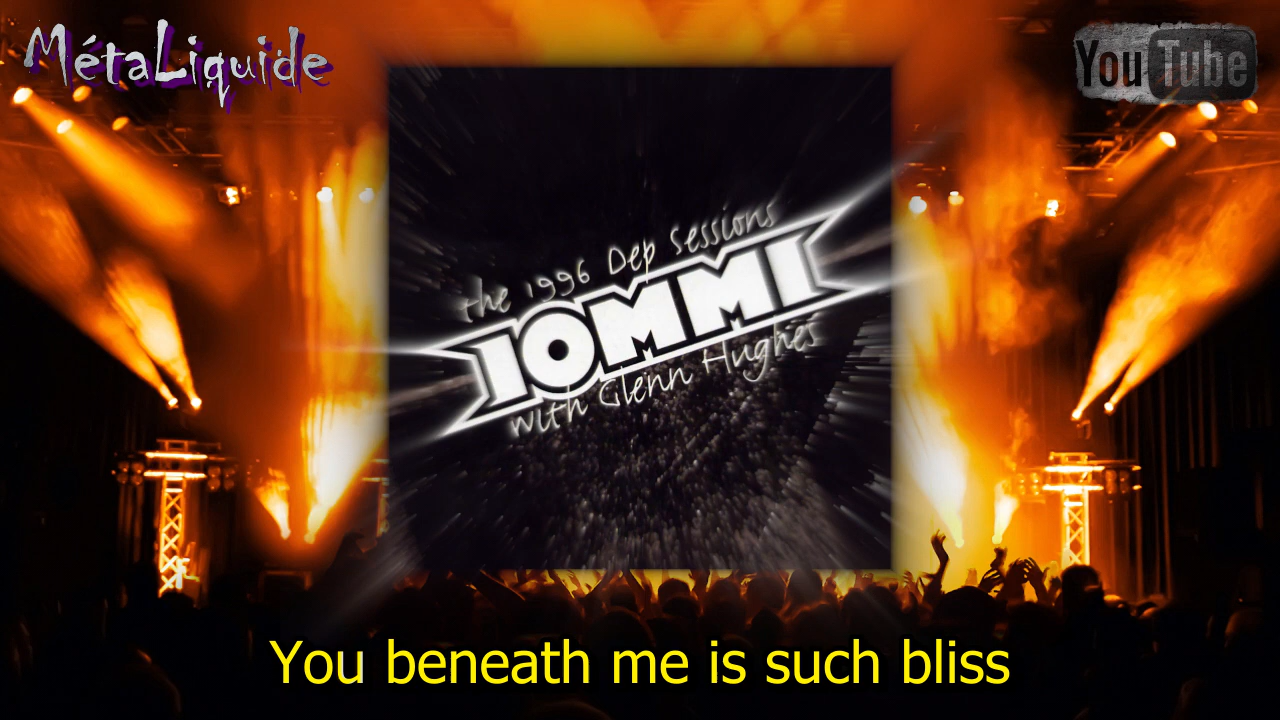 MétaLiquide
YouTube
the 1996 Dep Sessions
IOMMI
with Glenn Hughes
You beneath me is such bliss